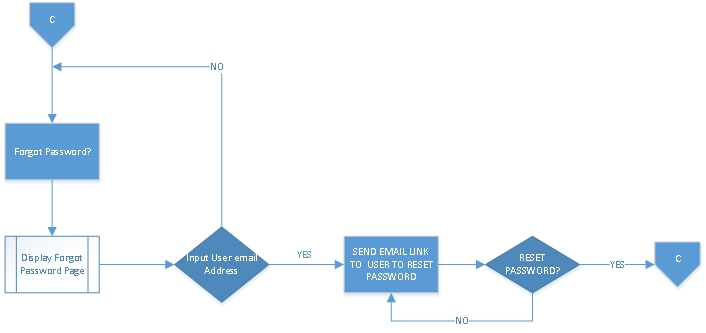 C
NO
Forgot Password?
Display Forgot
Password Page
Input User email
Address
YES
SEND EMAIL LINK
TO USER TO RESET
PASSWORD
RESET
PASSWORD?
YES
C
NO